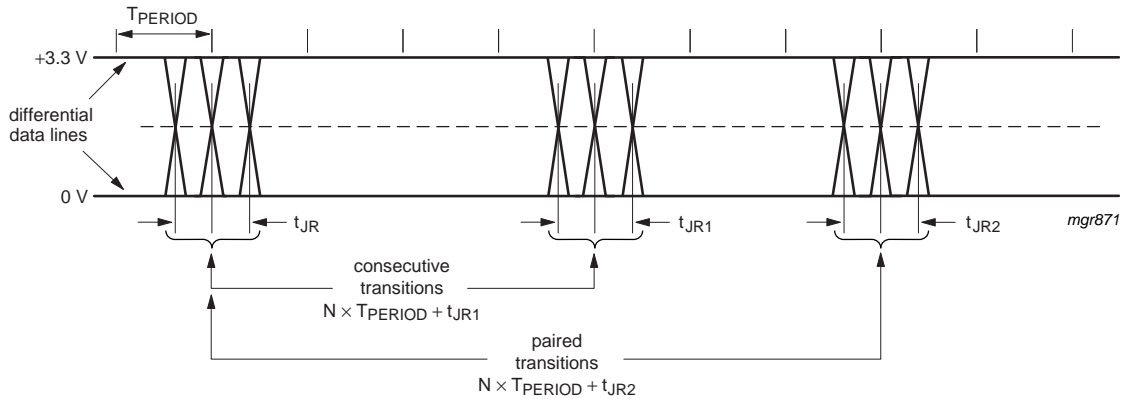 TPERIOD
+3.3 V
differential
data lines
0 V
tJR
tJR1
tJR2
mgr871
consecutive
transitions
N × TPERIOD + tJR1
paired
transitions
N × TPERIOD + tJR2